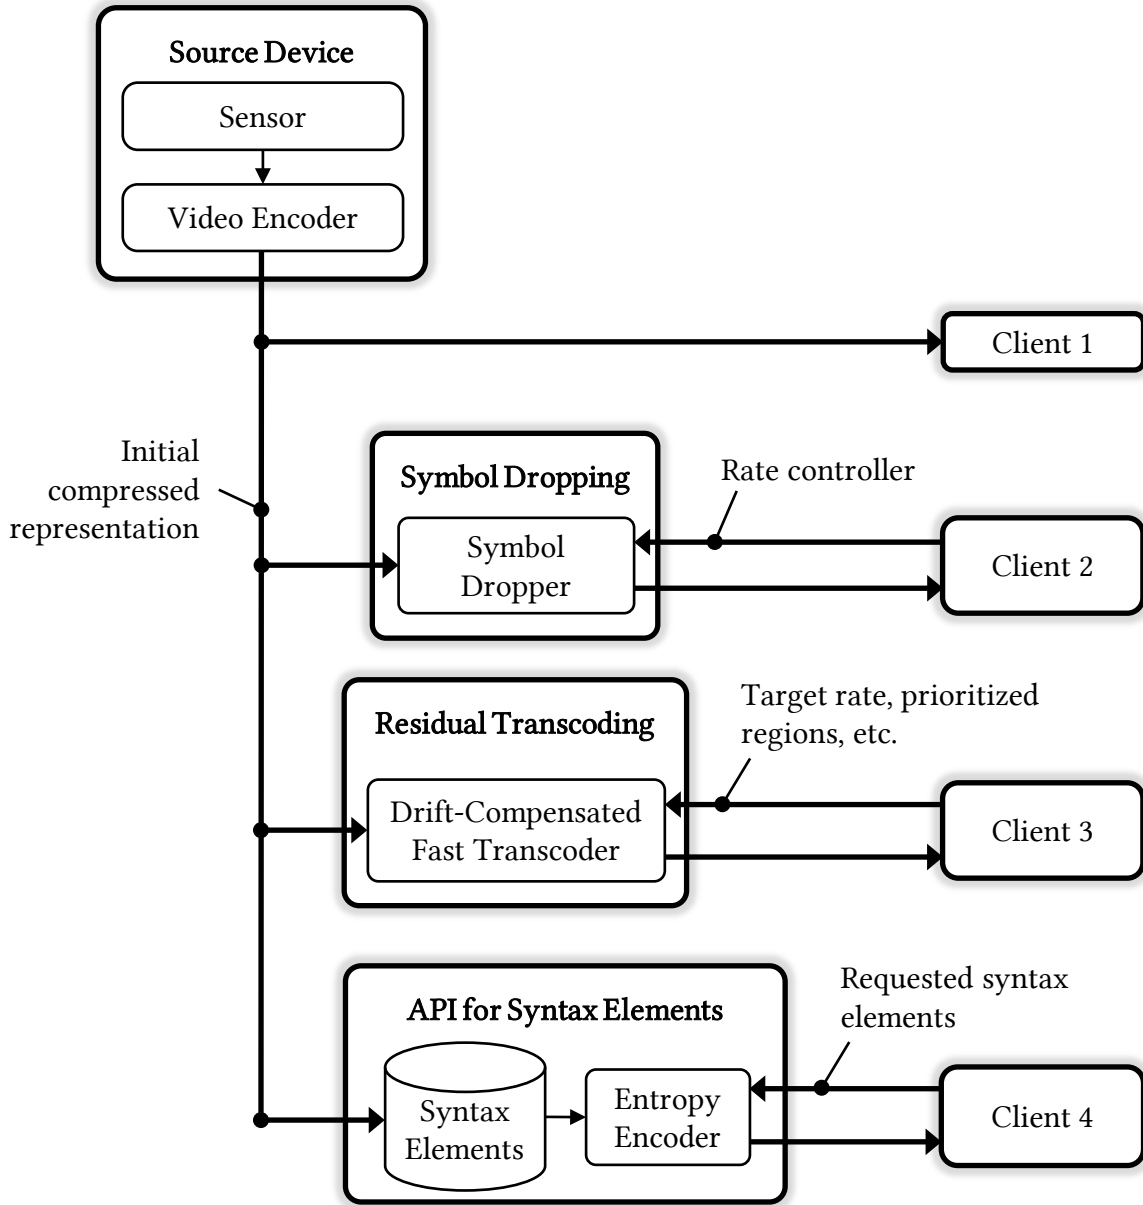 Source Device
Sensor
Video Encoder
Client 1
Initial
compressed
representation
Symbol Dropping
Symbol
Dropper
Rate controller
Client 2
Residual Transcoding
Drift-Compensated
Fast Transcoder
Target rate, prioritized
regions, etc.
Client 3
API for Syntax Elements
Syntax
Elements
Entropy
Encoder
Requested syntax
elements
Client 4